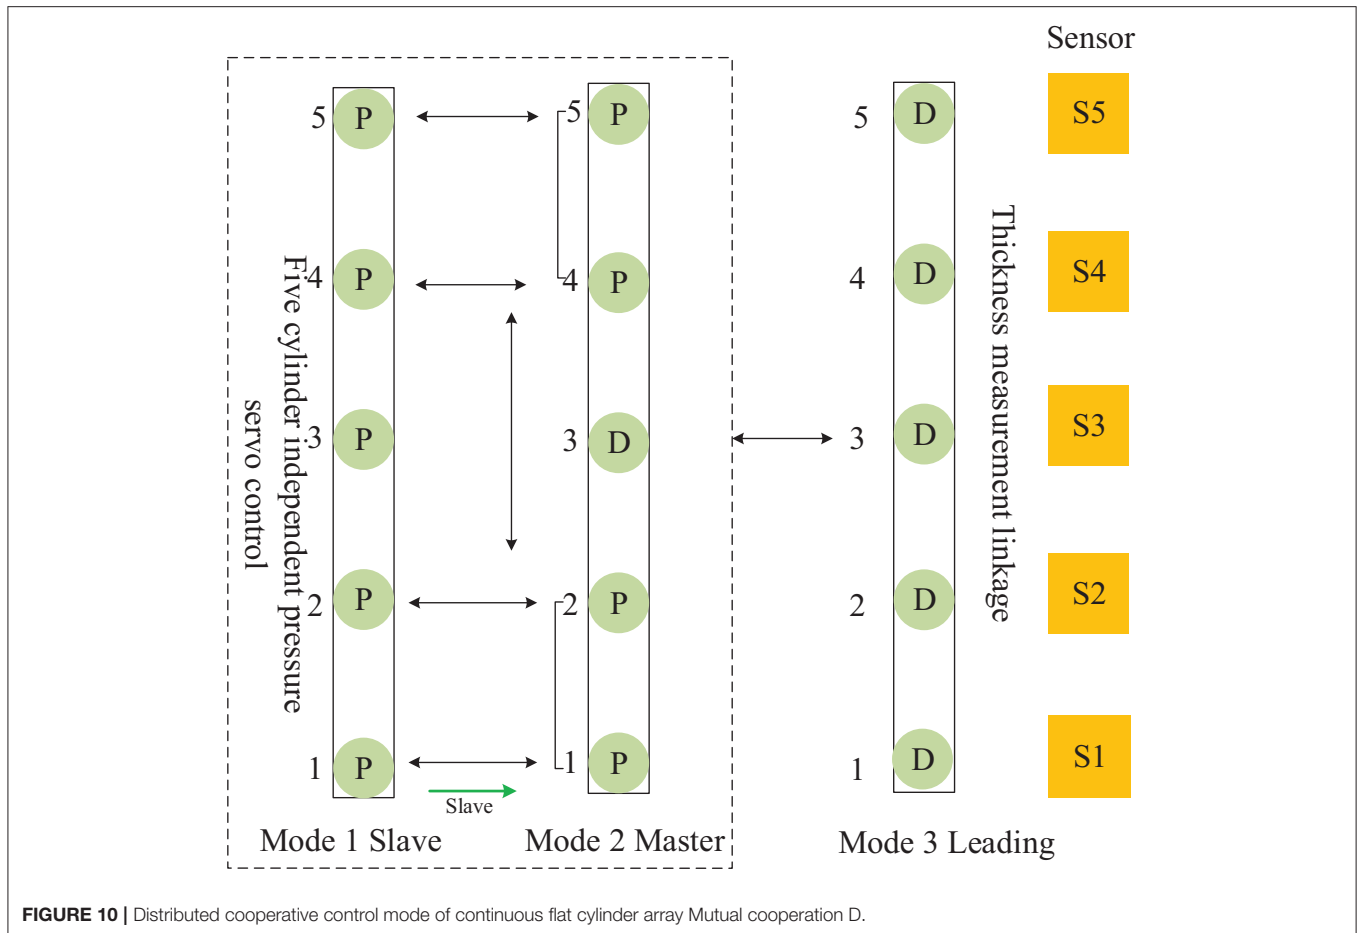 Sensor
5 P 5 P 5 D S5
4 P 4 P 4 D S4
3 P 3 D 3 D S3
2 P 2 P 2 D S2
1 P 1 P 1 D S1
Five cylinder independent pressure
servo control
Thickness measurement linkage
Slave
Mode 1 Slave Mode 2 Master Mode 3 Leading
FIGURE 10 | Distributed cooperative control mode of continuous flat cylinder array Mutual cooperation D.